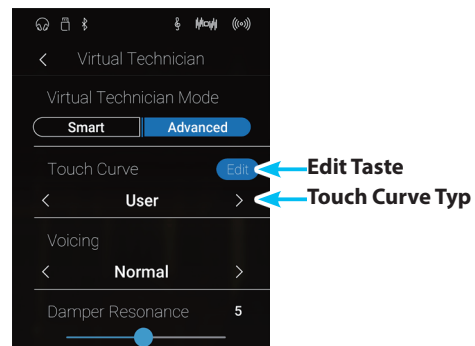 Virtual Technician
Virtual Technician Mode
Smart Advanced
Touch Curve Edit
Edit Taste
User
Touch Curve Typ
Voicing
Normal
Damper Resonance 5